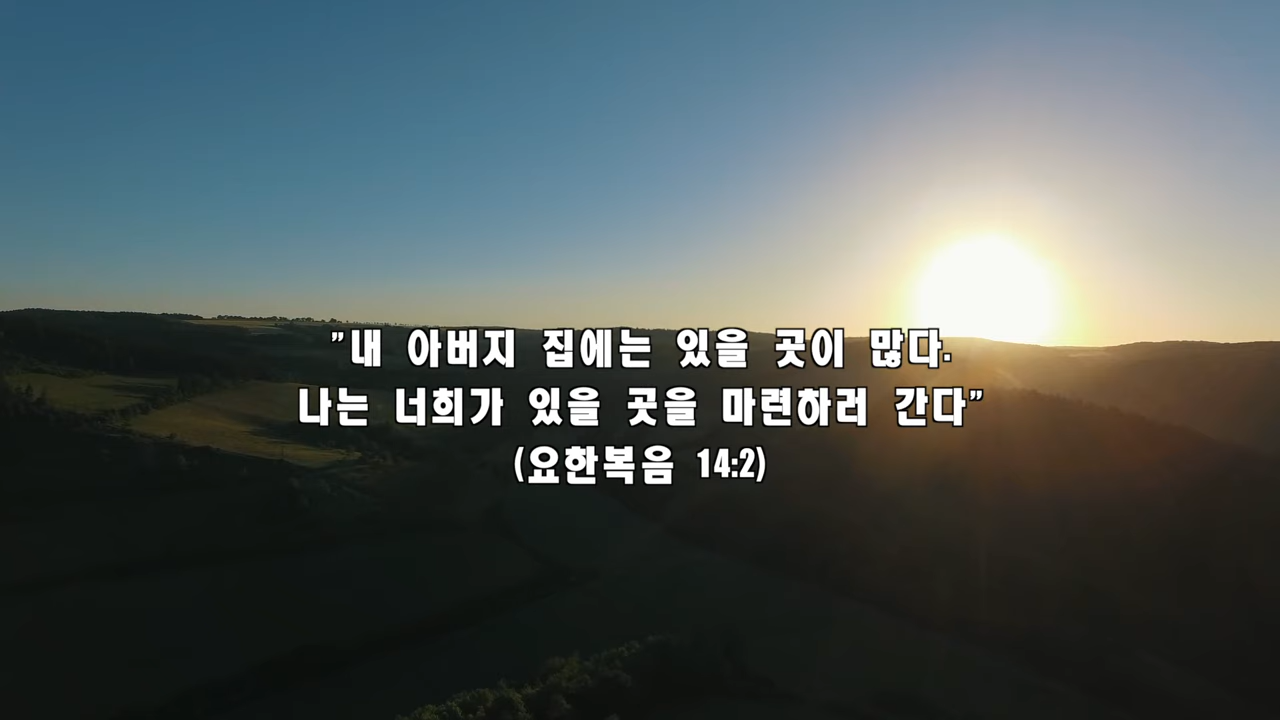 ”내 아버지 집에는 있을 곳이 많다.
나는 너희가 있을 곳을 마련하러 간다”
(요한복음 14:2)